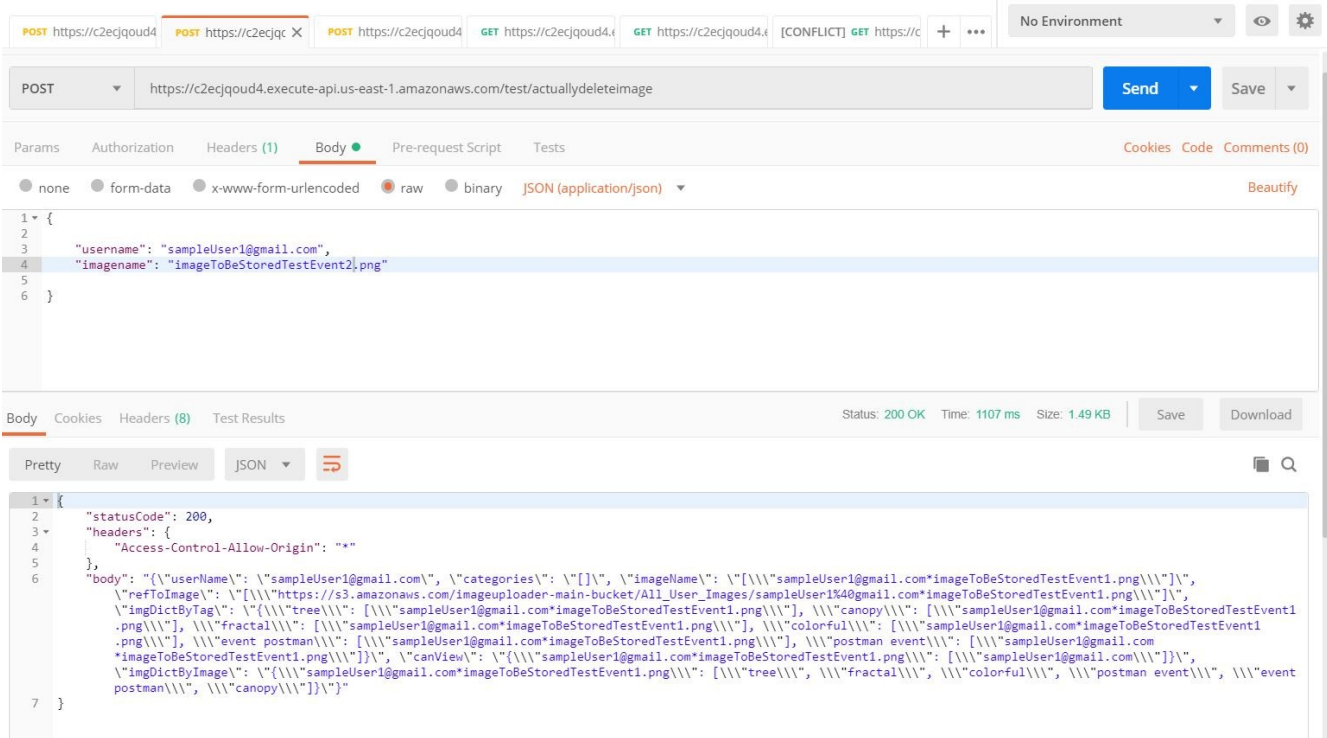 POST https://c2ecjqoud4 POST https://c2ecjqc X POST https://c2ecjqoud4 GET https://c2ecjqoud4.e GET https://c2ecjqoud4.e [CONFLICT] GET https://c + ••• No Environment
POST https://c2ecjqoud4.execute-api.us-east-1.amazonaws.com/test/actuallydeleteimage Send Save
Params Authorization Headers (1) Body Pre-request Script Tests Cookies Code Comments (0)
none form-data x-www-form-urlencoded raw binary JSON (application/json) Beautify
1 {
2
3 "username": "sampleUser1@gmail.com",
4 "imagename": "imageToBeStoredTestEvent2.png"
5
6 }
Body Cookies Headers (8) Test Results Status: 200 OK Time: 1107 ms Size: 1.49 KB Save Download
Pretty Raw Preview JSON
1 {
2 "statusCode": 200,
3 "headers": {
4 "Access-Control-Allow-Origin": "*"
5 },
6 "body": "{\"userName\": \"sampleUser1@gmail.com\", \"categories\": \"[]\", \"imageName\": \"[\\\"sampleUser1@gmail.com*imageToBeStoredTestEvent1.png\\\"]\",
\"refToImage\": \"[\\\"https://s3.amazonaws.com/imageuploader-main-bucket/All_User_Images/sampleUser1%40gmail.com*imageToBeStoredTestEvent1.png\\\"]\",
\"imgDictByTag\": \"{\\\"tree\\\": [\\\"sampleUser1@gmail.com*imageToBeStoredTestEvent1.png\\\"], \\\"canopy\\\": [\\\"sampleUser1@gmail.com*imageToBeStoredTestEvent1
.png\\\"], \\\"fractal\\\": [\\\"sampleUser1@gmail.com*imageToBeStoredTestEvent1.png\\\"], \\\"colorful\\\": [\\\"sampleUser1@gmail.com*imageToBeStoredTestEvent1
.png\\\"], \\\"event postman\\\": [\\\"sampleUser1@gmail.com*imageToBeStoredTestEvent1.png\\\"], \\\"postman event\\\": [\\\"sampleUser1@gmail.com
*imageToBeStoredTestEvent1.png\\\"]}\", \"canView\": \"{\\\"sampleUser1@gmail.com*imageToBeStoredTestEvent1.png\\\": [\\\"sampleUser1@gmail.com\\\"]}\",
\"imgDictByImage\": \"{\\\"sampleUser1@gmail.com*imageToBeStoredTestEvent1.png\\\": [\\\"tree\\\", \\\"fractal\\\", \\\"colorful\\\", \\\"postman event\\\", \\\"event
postman\\\", \\\"canopy\\\"]}\"}"
7 }